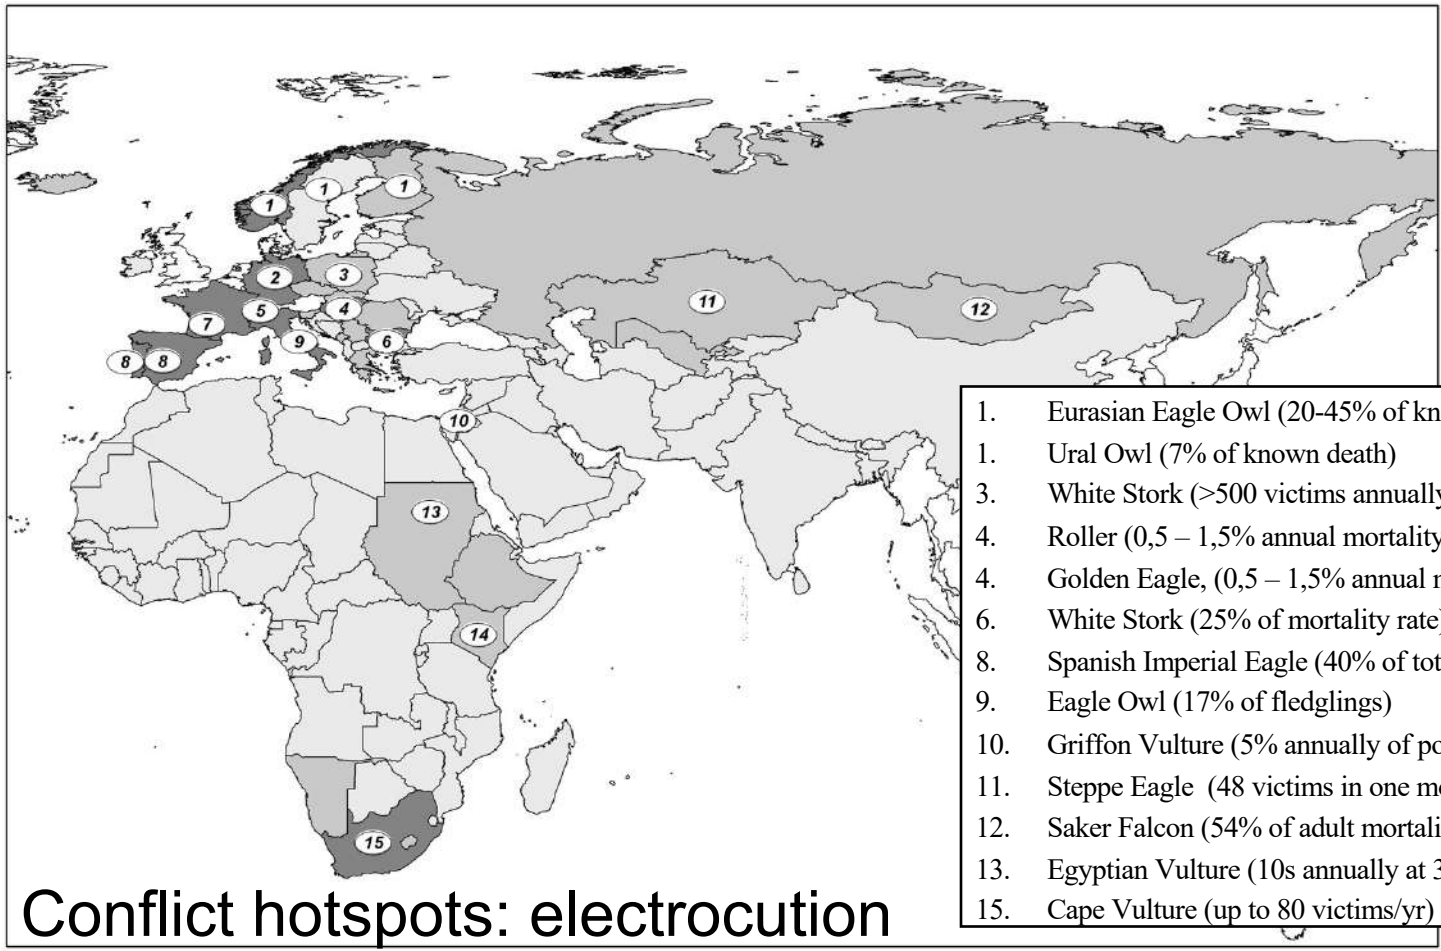 1
1
1
2
3
5
4
11
12
7
9
6
8
8
10
13
14
15
1. Eurasian Eagle Owl (20-45% of kn
1. Ural Owl (7% of known death)
3. White Stork (>500 victims annually
4. Roller (0,5 – 1,5% annual mortality
4. Golden Eagle, (0,5 – 1,5% annual
6. White Stork (25% of mortality rate)
8. Spanish Imperial Eagle (40% of tot
9. Eagle Owl (17% of fledglings)
10. Griffon Vulture (5% annually of po
11. Steppe Eagle (48 victims in one mo
12. Saker Falcon (54% of adult mortali
13. Egyptian Vulture (10s annually at 3
15. Cape Vulture (up to 80 victims/yr)
Conflict hotspots: electrocution